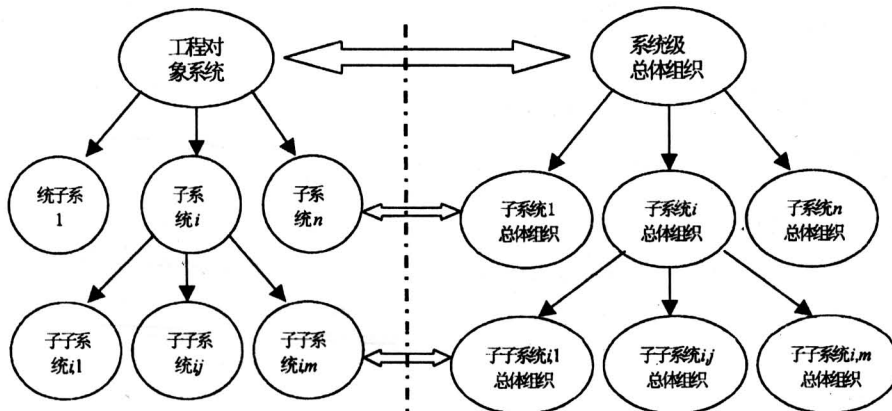 工程对
象系统
系统级
总体组织
统子系
1
子系
统i
子系
统n
子系统1
总体组织
子系统i
总体组织
子系统n
总体组织
子子系
统i,1
子子系
统ij
子子系
统i,m
子子系统i,1
总体组织
子子系统i,j
总体组织
子子系统i,m
总体组织